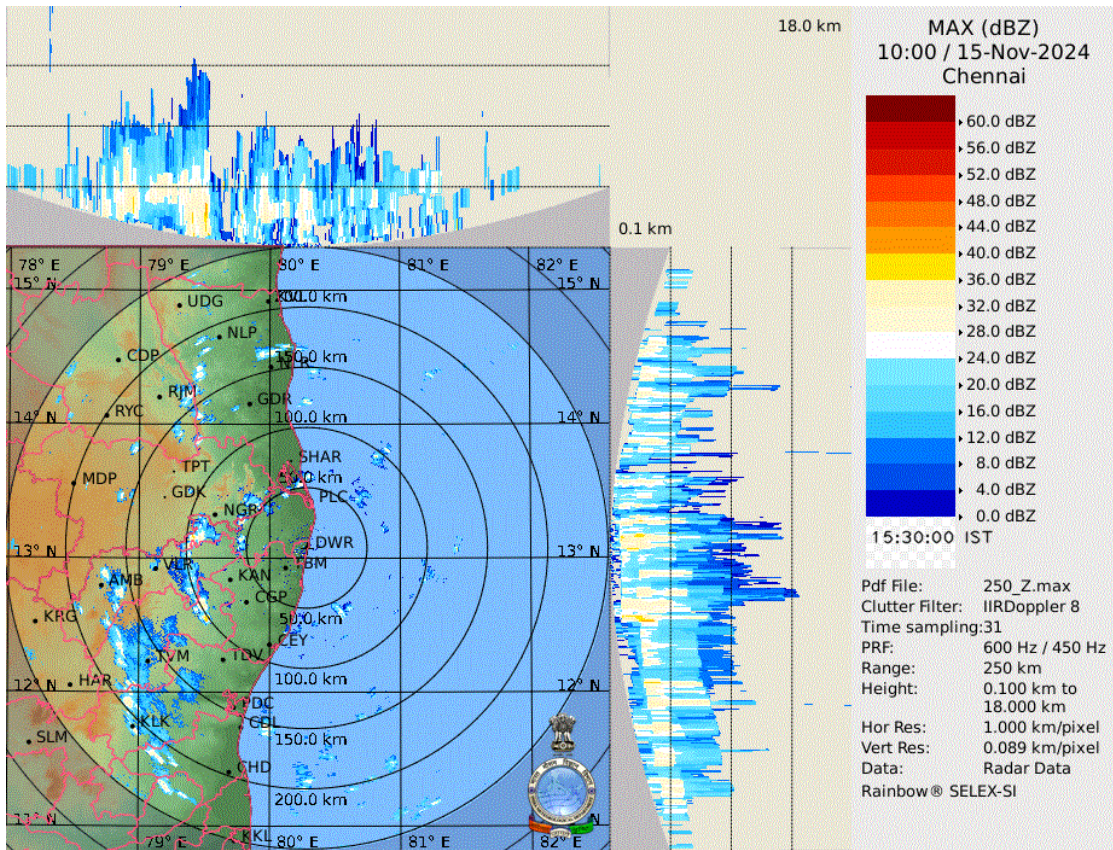 18.0 km
0.1 km
MAX (dBZ)
10:00 / 15-Nov-2024
Chennai
60.0 dBZ
56.0 dBZ
52.0 dBZ
48.0 dBZ
44.0 dBZ
40.0 dBZ
36.0 dBZ
32.0 dBZ
28.0 dBZ
24.0 dBZ
20.0 dBZ
16.0 dBZ
12.0 dBZ
8.0 dBZ
4.0 dBZ
0.0 dBZ
15:30:00 IST
Pdf File: 250_Z.max
Clutter Filter: IIRDoppler 8
Time sampling:31
PRF: 600 Hz / 450 Hz
Range: 250 km
Height: 0.100 km to
18.000 km
Hor Res: 1.000 km/pixel
Vert Res: 0.089 km/pixel
Data: Radar Data
Rainbow® SELEX-SI
78° E 79° E 80° E 81° E 82° E
15° N 15° N
UDG
NLP
150.0 km
CDP
RJM
GDR
RYC
14° N 100.0 km 14° N
SHAR
TPT
50.0 km
MDP
GDK
PLC
NGR
DWR
13° N 13° N
VLR
AMB
KAN
CGP
50.0 km
KRG
CEY
TVM
TDV
HAR
100.0 km
12° N 12° N
PDC
KLK
CDL
SLM
150.0 km
CHD
200.0 km
11° N 11° N
KKL
79° E 80° E 81° E 82° E